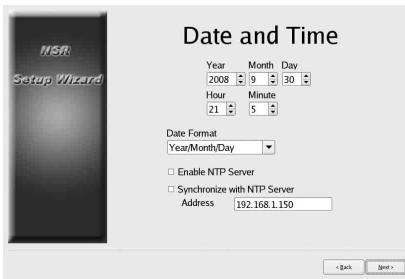 NSR
Setup Wizard
Date and Time
Year Month Day
2008 9 30
Hour Minute
21 5
Date Format
Year/Month/Day
Enable NTP Server
Synchronize with NTP Server
Address 192.168.1.150
< Back Next >